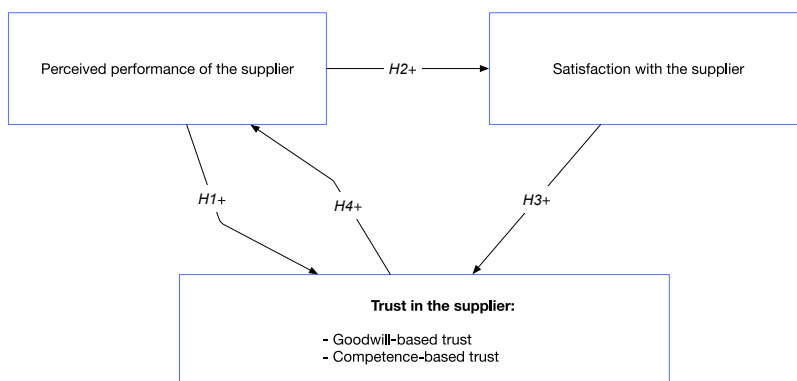 Perceived performance of the supplier
H2+
Satisfaction with the supplier
H1+
H4+
H3+
Trust in the supplier:
- Goodwill-based trust
- Competence-based trust